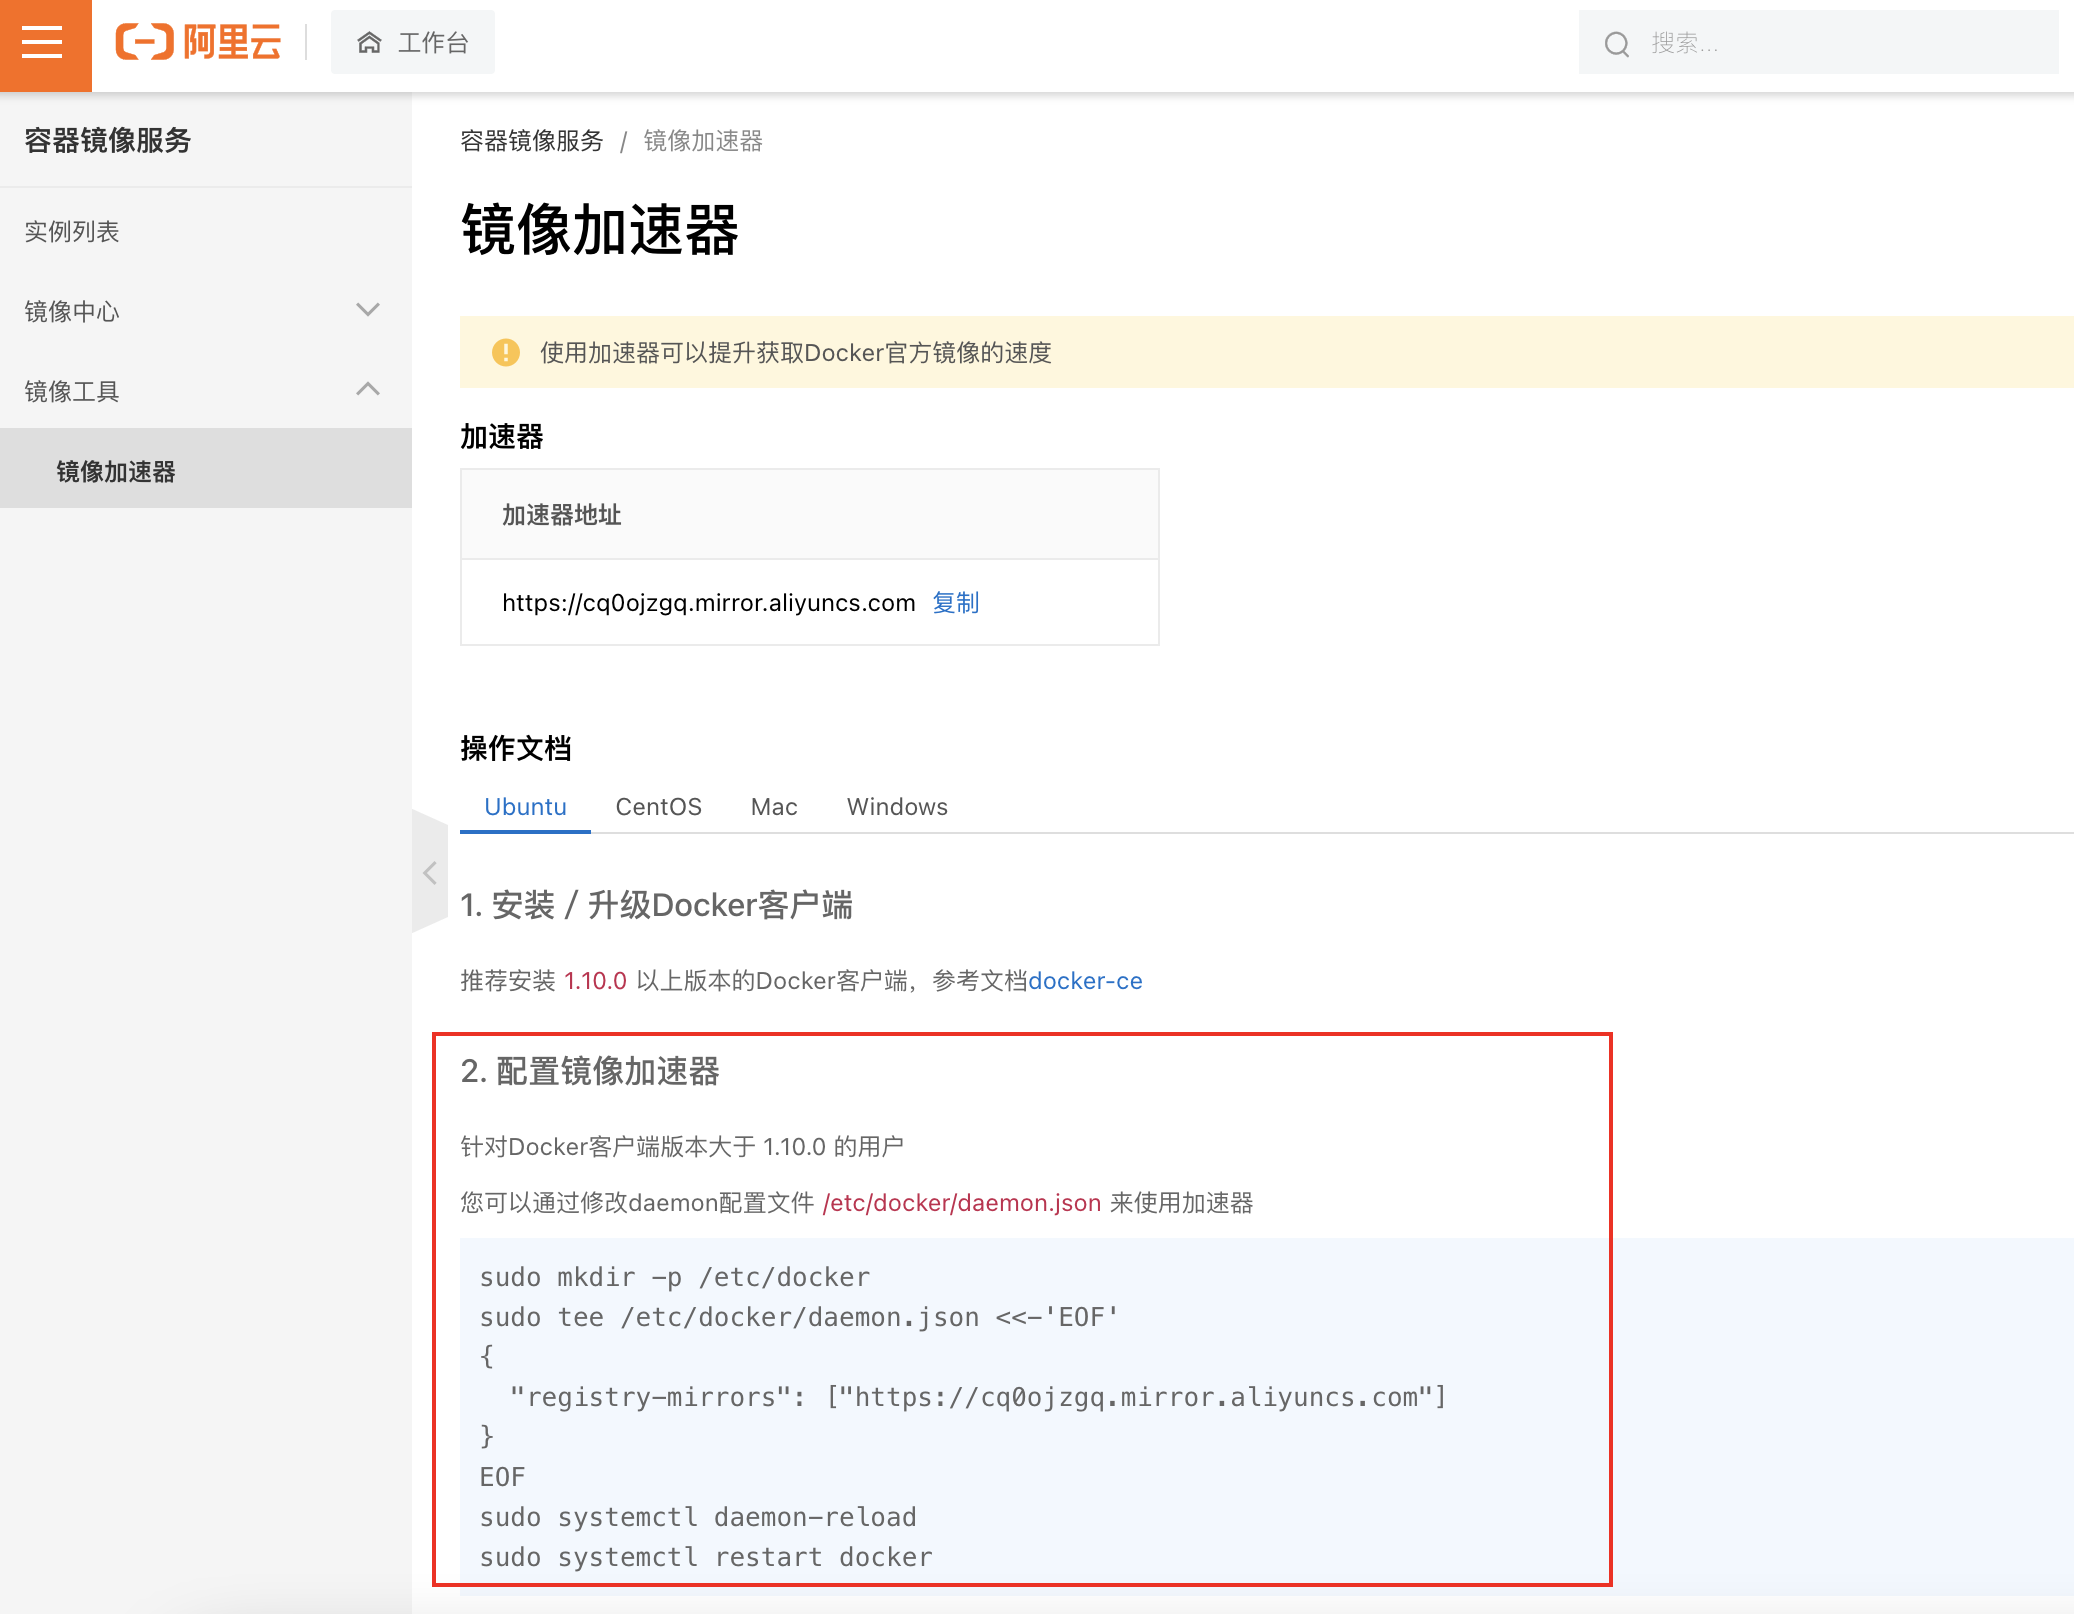 阿里云
工作台
搜索...
容器镜像服务
实例列表
镜像中心
镜像工具
镜像加速器
容器镜像服务 / 镜像加速器
镜像加速器
使用加速器可以提升获取Docker官方镜像的速度
加速器
加速器地址
https://cq0ojzgq.mirror.aliyuncs.com 复制
操作文档
Ubuntu CentOS Mac Windows
1. 安装 / 升级Docker客户端
推荐安装 1.10.0 以上版本的Docker客户端，参考文档docker-ce
2. 配置镜像加速器
针对Docker客户端版本大于 1.10.0 的用户
您可以通过修改daemon配置文件 /etc/docker/daemon.json 来使用加速器
sudo mkdir -p /etc/docker
sudo tee /etc/docker/daemon.json <<-'EOF'
{
  "registry-mirrors": ["https://cq0ojzgq.mirror.aliyuncs.com"]
}
EOF
sudo systemctl daemon-reload
sudo systemctl restart docker